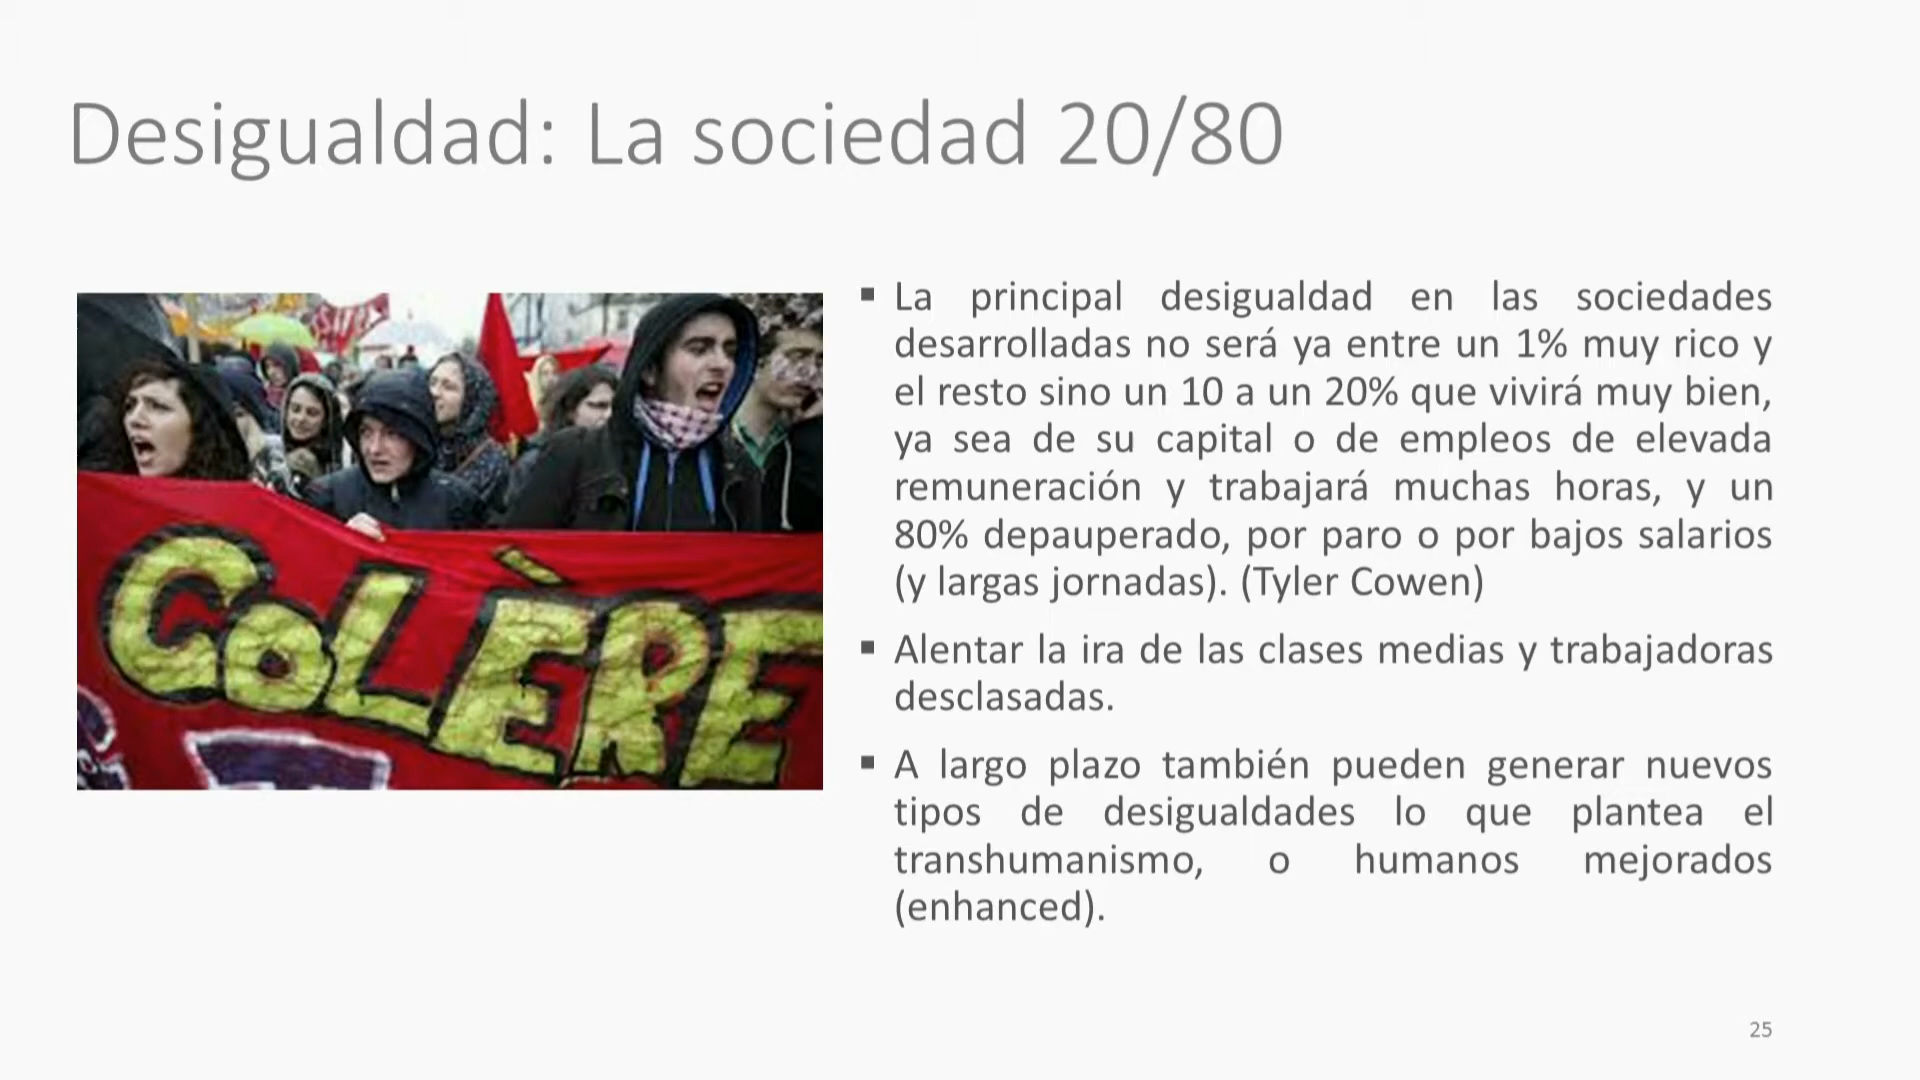 Desigualdad: La sociedad 20/80
COLÈRE
▪ La principal desigualdad en las sociedades
desarrolladas no será ya entre un 1% muy rico y
el resto sino un 10 a un 20% que vivirá muy bien,
ya sea de su capital o de empleos de elevada
remuneración y trabajará muchas horas, y un
80% depauperado, por paro o por bajos salarios
(y largas jornadas). (Tyler Cowen)
▪ Alentar la ira de las clases medias y trabajadoras
desclasadas.
▪ A largo plazo también pueden generar nuevos
tipos de desigualdades lo que plantea el
transhumanismo, o humanos mejorados
(enhanced).
25